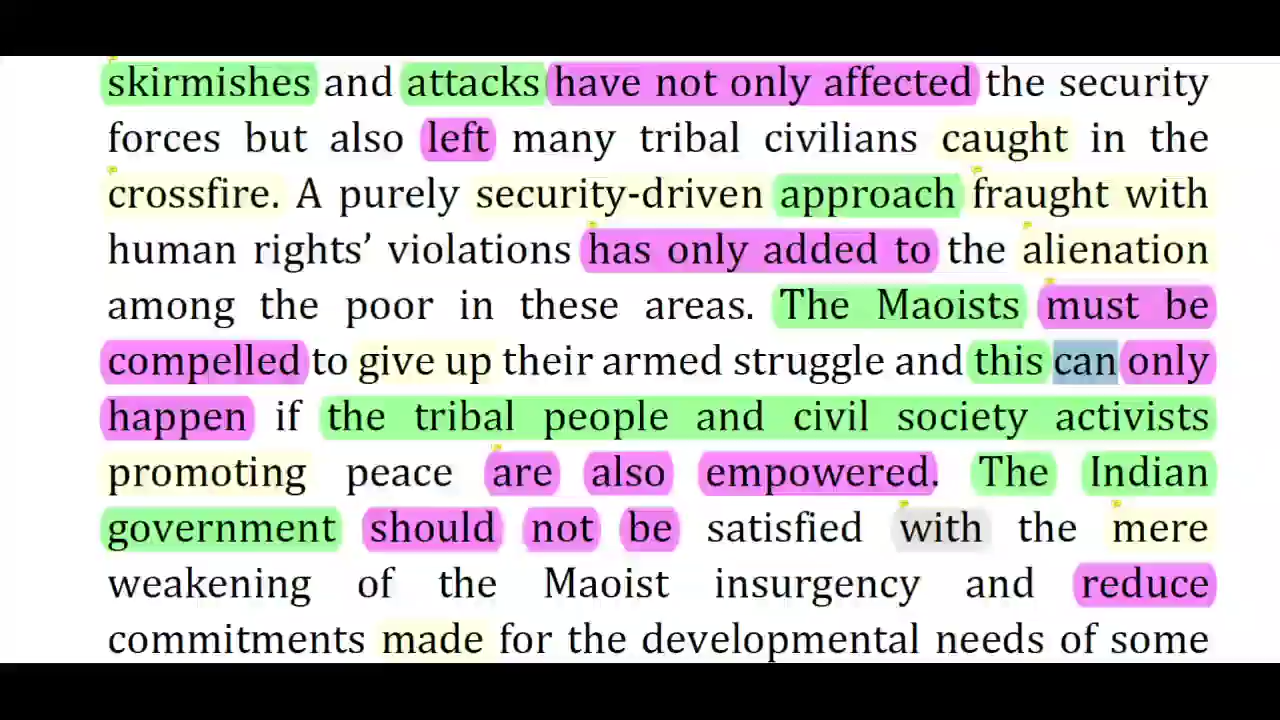 skirmishes and attacks have not only affected the security
forces but also left many tribal civilians caught in the
crossfire. A purely security-driven approach fraught with
human rights’ violations has only added to the alienation
among the poor in these areas. The Maoists must be
compelled to give up their armed struggle and this can only
happen if the tribal people and civil society activists
promoting peace are also empowered. The Indian
government should not be satisfied with the mere
weakening of the Maoist insurgency and reduce
commitments made for the developmental needs of some